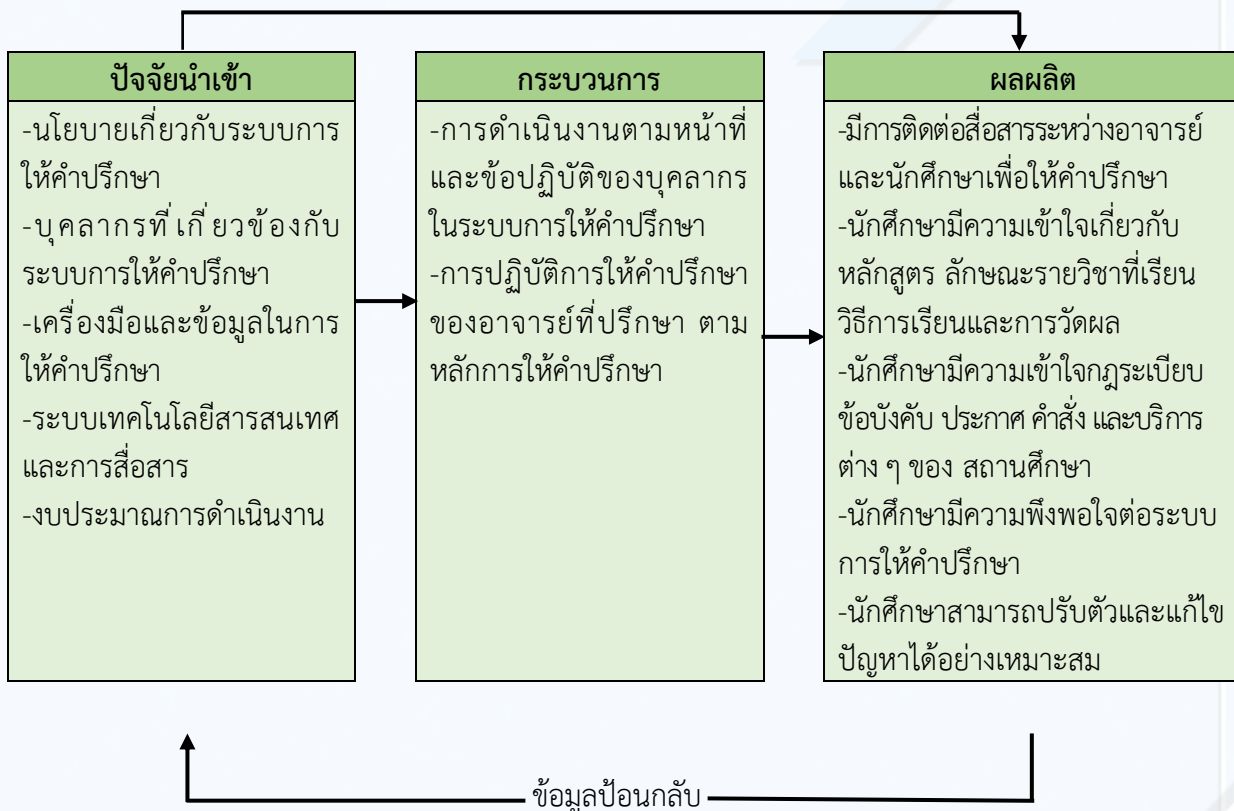 ปัจจัยนำเข้า
-นโยบายเกี่ยวกับระบบการ
ให้คำปรึกษา
-บุคลากรที่เกี่ยวข้องกับ
ระบบการให้คำปรึกษา
-เครื่องมือและข้อมูลในการ
ให้คำปรึกษา
-ระบบเทคโนโลยีสารสนเทศ
และการสื่อสาร
-งบประมาณการดำเนินงาน
กระบวนการ
-การดำเนินงานตามหน้าที่
และข้อปฏิบัติของบุคลากร
ในระบบการให้คำปรึกษา
-การปฏิบัติการให้คำปรึกษา
ของอาจารย์ที่ปรึกษา ตาม
หลักการให้คำปรึกษา
ผลผลิต
-มีการติดต่อสื่อสารระหว่างอาจารย์
และนักศึกษาเพื่อให้คำปรึกษา
-นักศึกษามีความเข้าใจเกี่ยวกับ
หลักสูตร ลักษณะรายวิชาที่เรียน
วิธีการเรียนและการวัดผล
-นักศึกษามีความเข้าใจกฎระเบียบ
ข้อบังคับ ประกาศ คำสั่ง และบริการ
ต่าง ๆ ของ สถานศึกษา
-นักศึกษามีความพึงพอใจต่อระบบ
การให้คำปรึกษา
-นักศึกษาสามารถปรับตัวและแก้ไข
ปัญหาได้อย่างเหมาะสม
ข้อมูลป้อนกลับ